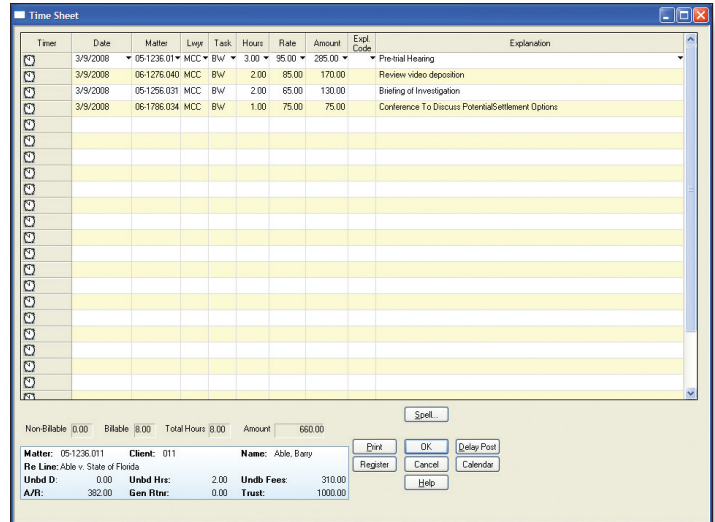 Time Sheet
Timer Date Matter Lwyr Task Hours Rate Amount Expl. Code Explanation
3/9/2008 05-1236.01 MCC BW 3.00 95.00 285.00 Pre-trial Hearing
3/9/2008 06-1276.040 MCC BW 2.00 85.00 170.00 Review video deposition
3/9/2008 05-1256.031 MCC BW 2.00 65.00 130.00 Briefing of Investigation
3/9/2008 06-1786.034 MCC BW 1.00 75.00 75.00 Conference To Discuss PotentialSettlement Options
Spell...
Non-Billable 0.00 Billable 8.00 Total Hours 8.00 Amount 660.00
Print OK Delay Post
Matter: 05-1236.011 Client: 011 Name: Able, Barry
Register Cancel Calendar
Re Line: Able v. State of Florida
Unbd D: 0.00 Unbd Hrs: 2.00 Undb Fees: 310.00
Help
A/R: 382.00 Gen Rtnr: 0.00 Trust: 1000.00